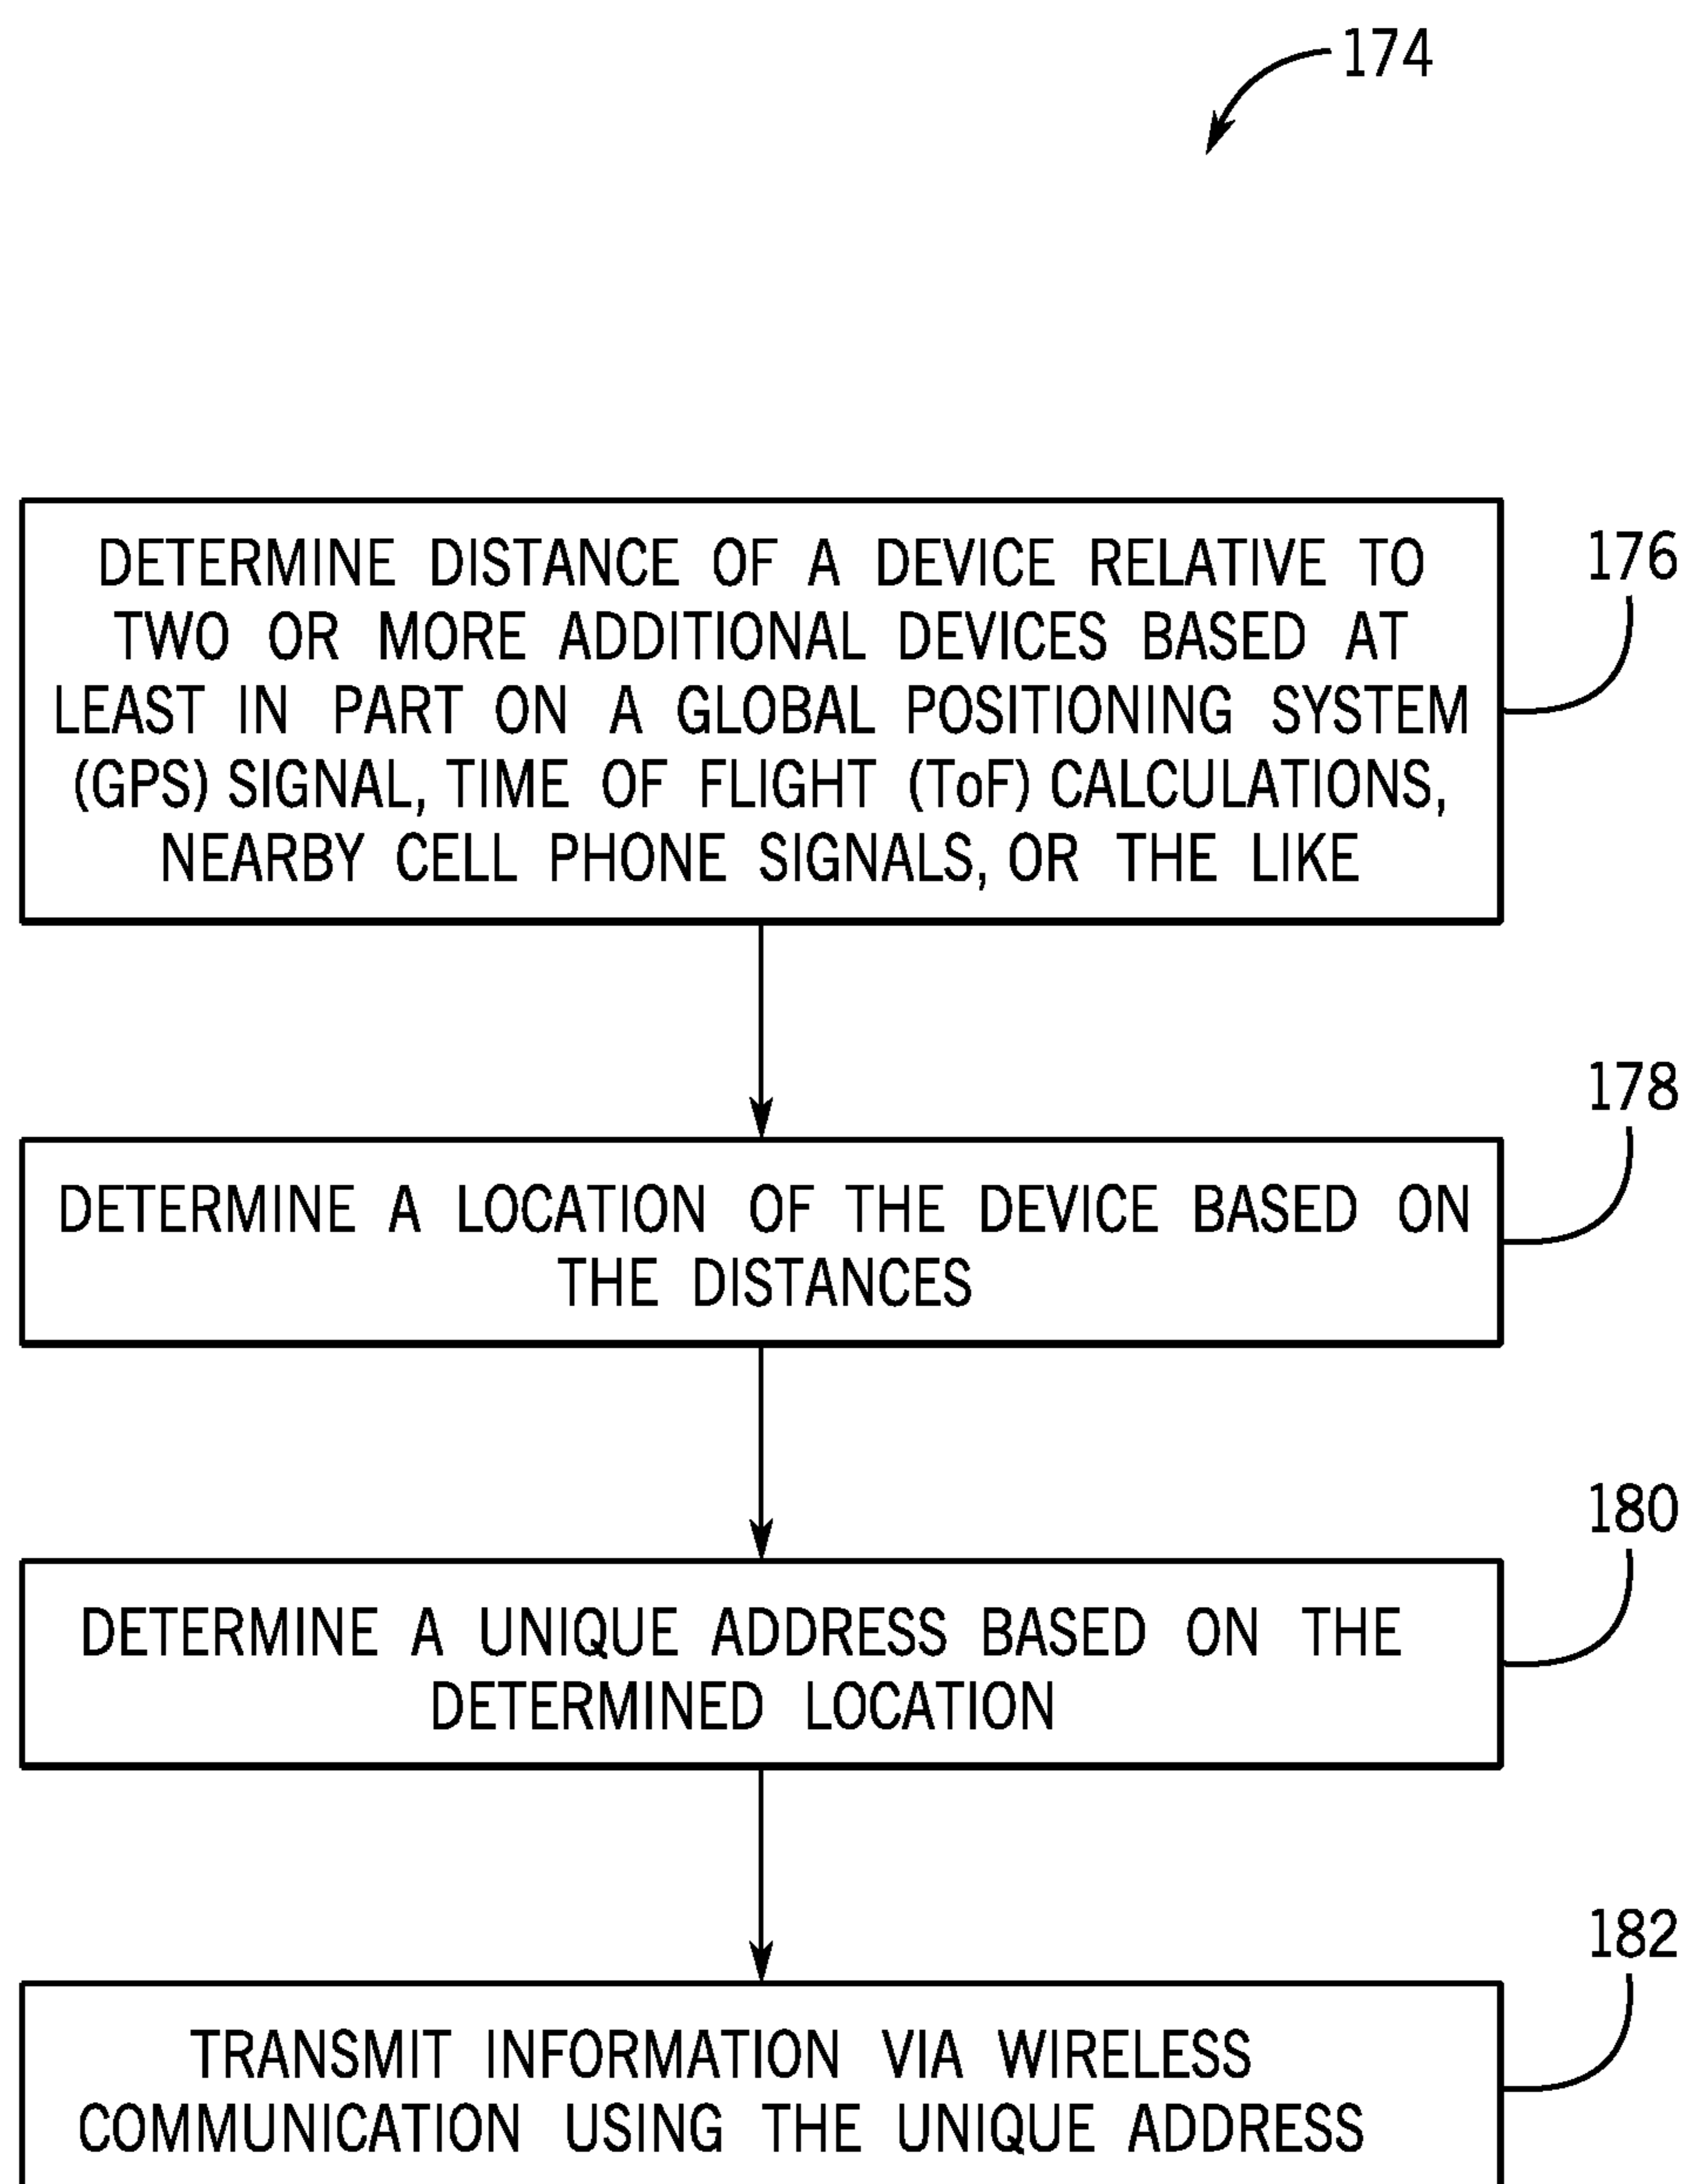 174
DETERMINE DISTANCE OF A DEVICE RELATIVE TO
TWO OR MORE ADDITIONAL DEVICES BASED AT
LEAST IN PART ON A GLOBAL POSITIONING SYSTEM
(GPS) SIGNAL, TIME OF FLIGHT (ToF) CALCULATIONS,
NEARBY CELL PHONE SIGNALS, OR THE LIKE
176
DETERMINE A LOCATION OF THE DEVICE BASED ON
THE DISTANCES
178
DETERMINE A UNIQUE ADDRESS BASED ON THE
DETERMINED LOCATION
180
TRANSMIT INFORMATION VIA WIRELESS
COMMUNICATION USING THE UNIQUE ADDRESS
182